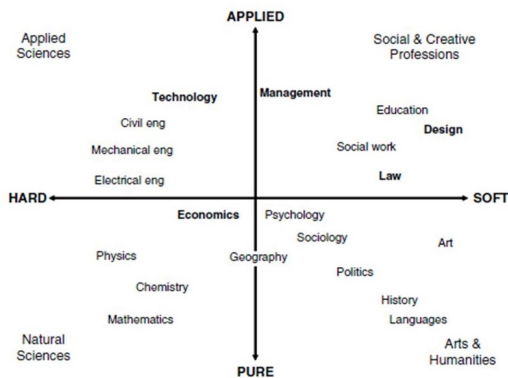 APPLIED
Applied
Sciences
Social & Creative
Professions
Technology
Management
Education
Civil eng
Design
Mechanical eng
Social work
Electrical eng
Law
HARD
SOFT
Economics
Psychology
Sociology
Art
Physics
Geography
Politics
Chemistry
History
Mathematics
Languages
Natural
Sciences
Arts &
Humanities
PURE